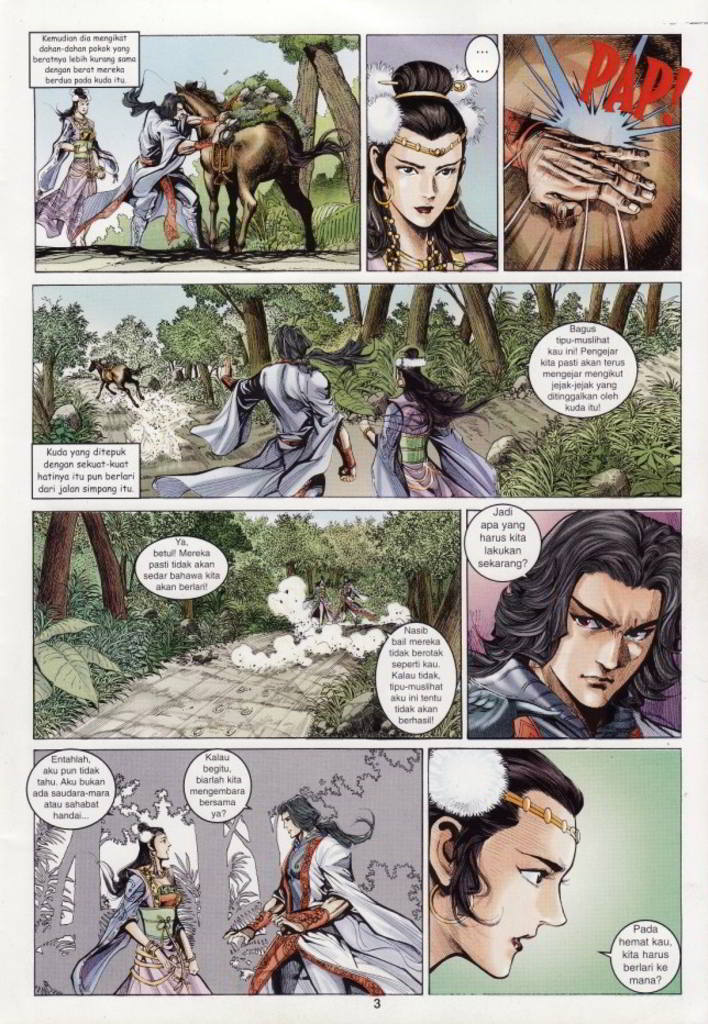 Kemudian dia mengikat
dahan-dahan pokok yang
beratnya lebih kurang sama
dengan berat mereka
berdua pada kuda itu.
...
...
PAP!
Bagus
tipu-muslihat
kau ini! Pengejar
kita pasti akan terus
mengejar mengikut
jejak-jejak yang
ditinggalkan oleh
kuda itu!
Kuda yang ditepuk
dengan sekuat-kuat
hatinya itu pun berlari
dari jalan simpang itu.
Ya,
betul! Mereka
pasti tidak akan
sedar bahawa kita
akan berlari!
Nasib
bail mereka
tidak berotak
seperti kau.
Kalau tidak,
tipu-muslihat
aku ini tentu
tidak akan
berhasil!
Jadi
apa yang
harus kita
lakukan
sekarang?
Entahlah,
aku pun tidak
tahu. Aku bukan
ada saudara-mara
atau sahabat
handai...
Kalau
begitu,
biarlah kita
mengembara
bersama
ya?
Pada
hemat kau,
kita harus
berlari ke
mana?
3